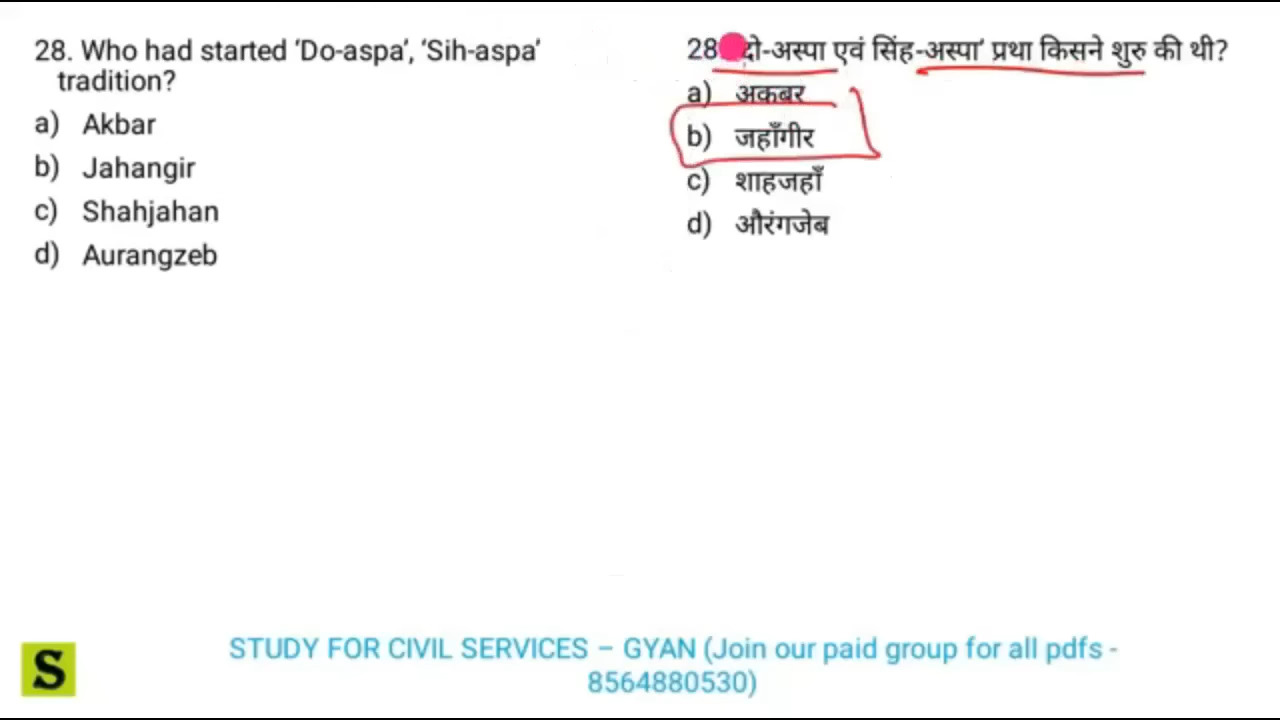 28. Who had started ‘Do-aspa’, ‘Sih-aspa’
tradition?
a) Akbar
b) Jahangir
c) Shahjahan
d) Aurangzeb
28 दो-अस्पा एवं सिंह-अस्पा’ प्रथा किसने शुरु की थी?
a) अकबर
b) जहाँगीर
c) शाहजहाँ
d) औरंगजेब
S
STUDY FOR CIVIL SERVICES – GYAN (Join our paid group for all pdfs -
8564880530)